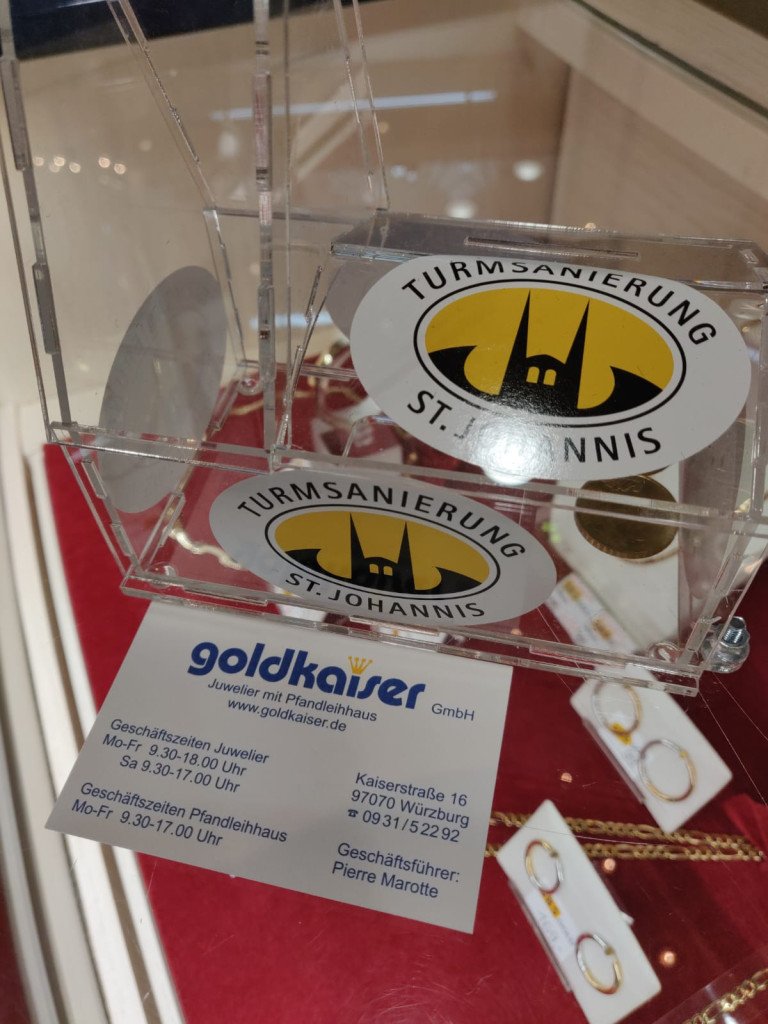 TURMSANIERUNG
ST. JOHANNIS
TURMSANIERUNG
ST. JOHANNIS
goldkaiser GmbH
Juwelier mit Pfandleihhaus
www.goldkaiser.de
Geschäftszeiten Juwelier
Mo-Fr 9.30-18.00 Uhr
Sa 9.30-17.00 Uhr
Geschäftszeiten Pfandleihhaus
Mo-Fr 9.30-17.00 Uhr
Kaiserstraße 16
97070 Würzburg
☎ 0931/52292
Geschäftsführer:
Pierre Marotte